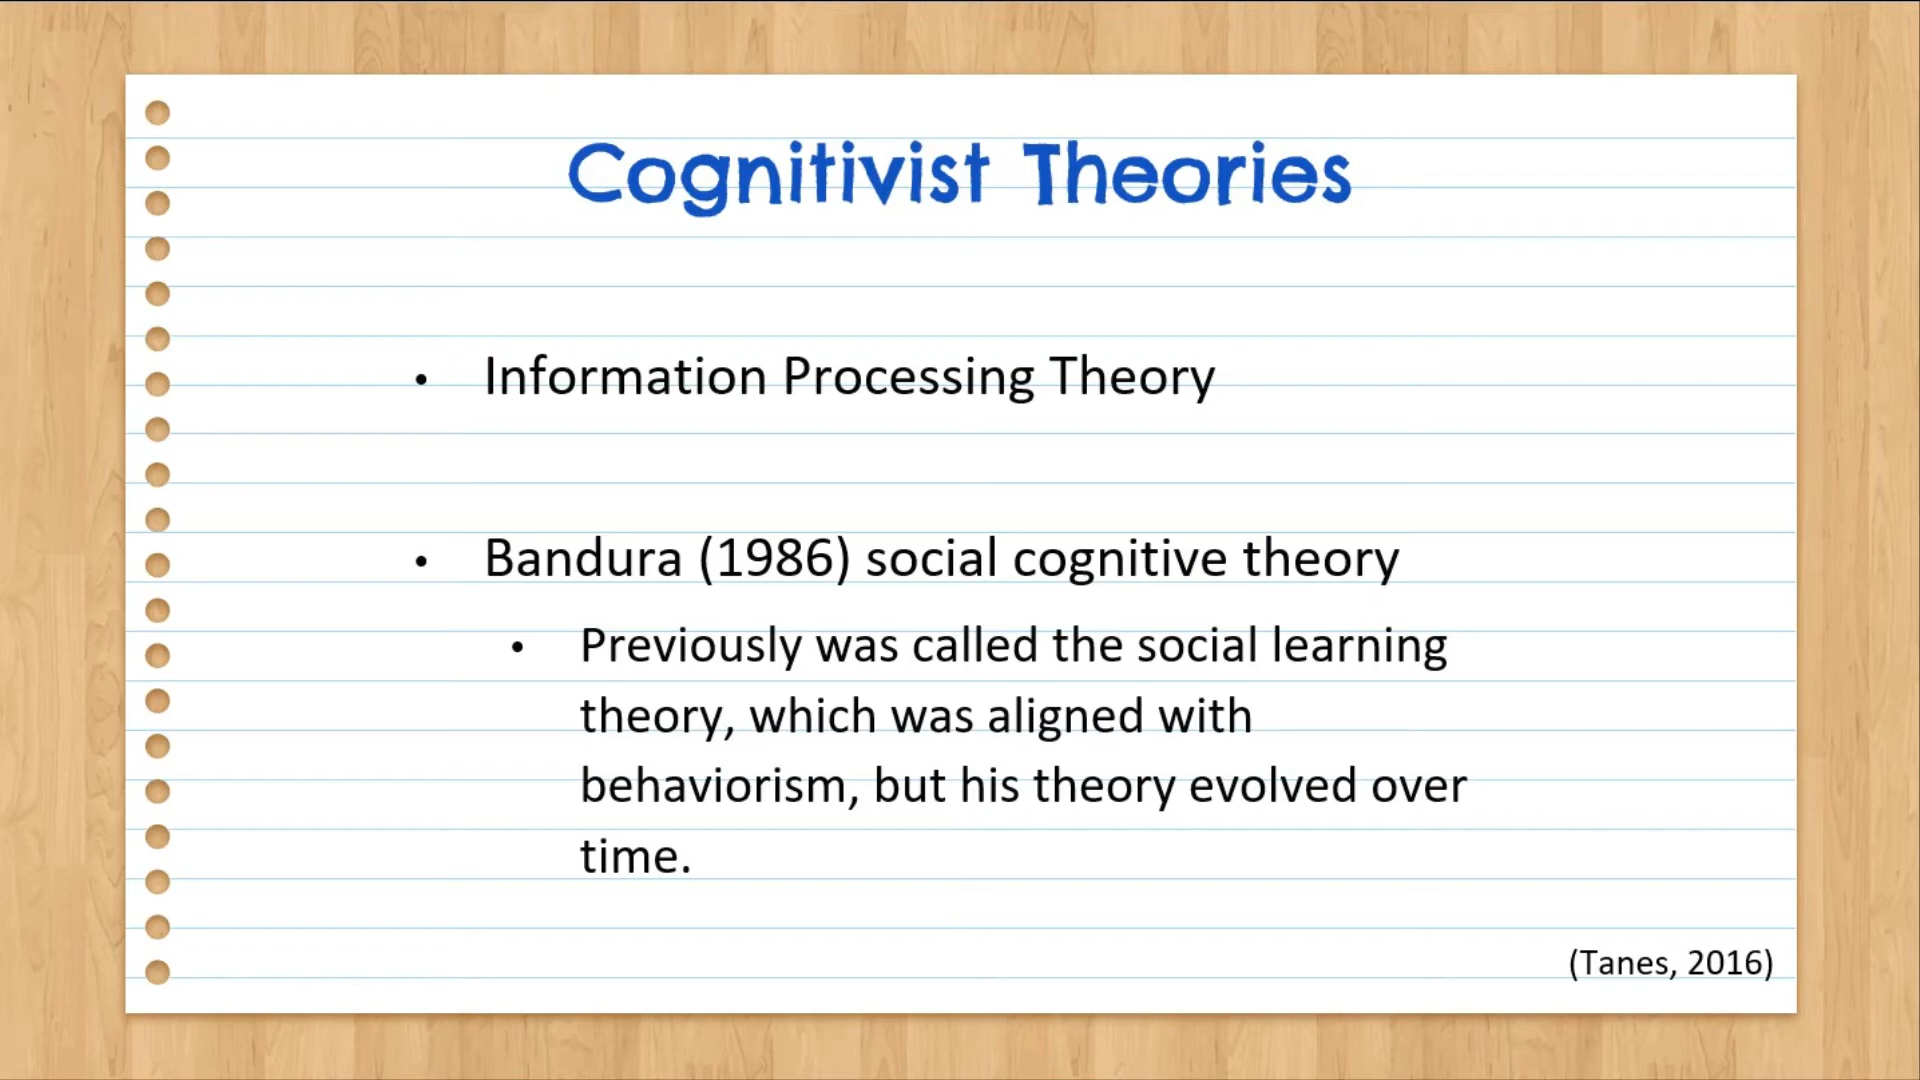 Cognitivist Theories
• Information Processing Theory
• Bandura (1986) social cognitive theory
• Previously was called the social learning
theory, which was aligned with
behaviorism, but his theory evolved over
time.
(Tanes, 2016)